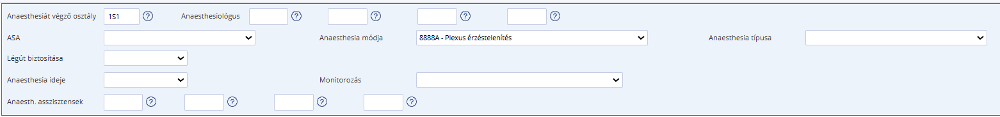 Anaesthesiát végző osztály 1S1 ? Anaesthesiológus ? ? ? ?
ASA Anaesthesia módja 8888A - Plexus érzéstelenítés Anaesthesia típusa
Légút biztosítása
Anaesthesia ideje Monitorozás
Anaesth. asszisztensek ? ? ? ?